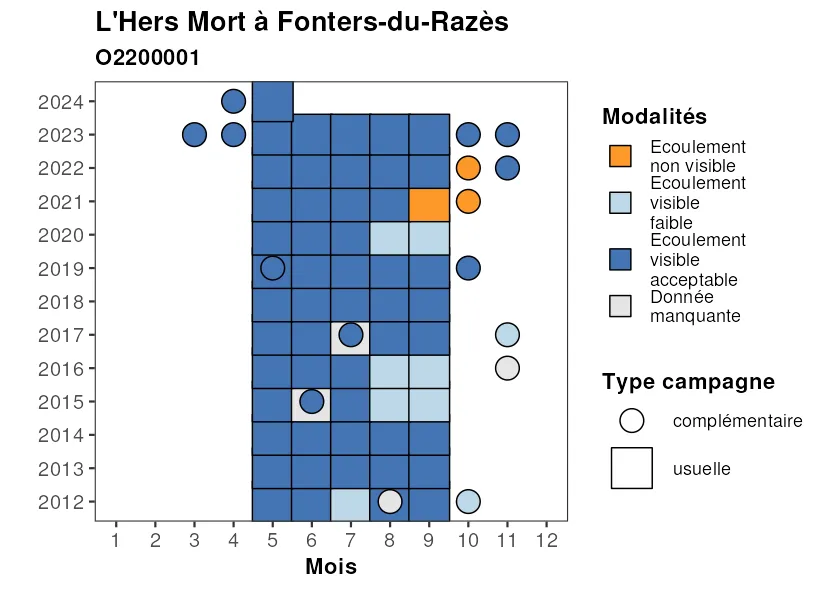 L'Hers Mort à Fonters-du-Razès
O2200001
2024
2023
2022
2021
2020
2019
2018
2017
2016
2015
2014
2013
2012
1 2 3 4 5 6 7 8 9 10 11 12
Mois
Modalités
Ecoulement
non visible
Ecoulement
visible
faible
Ecoulement
visible
acceptable
Donnée
manquante
Type campagne
complémentaire
usuelle